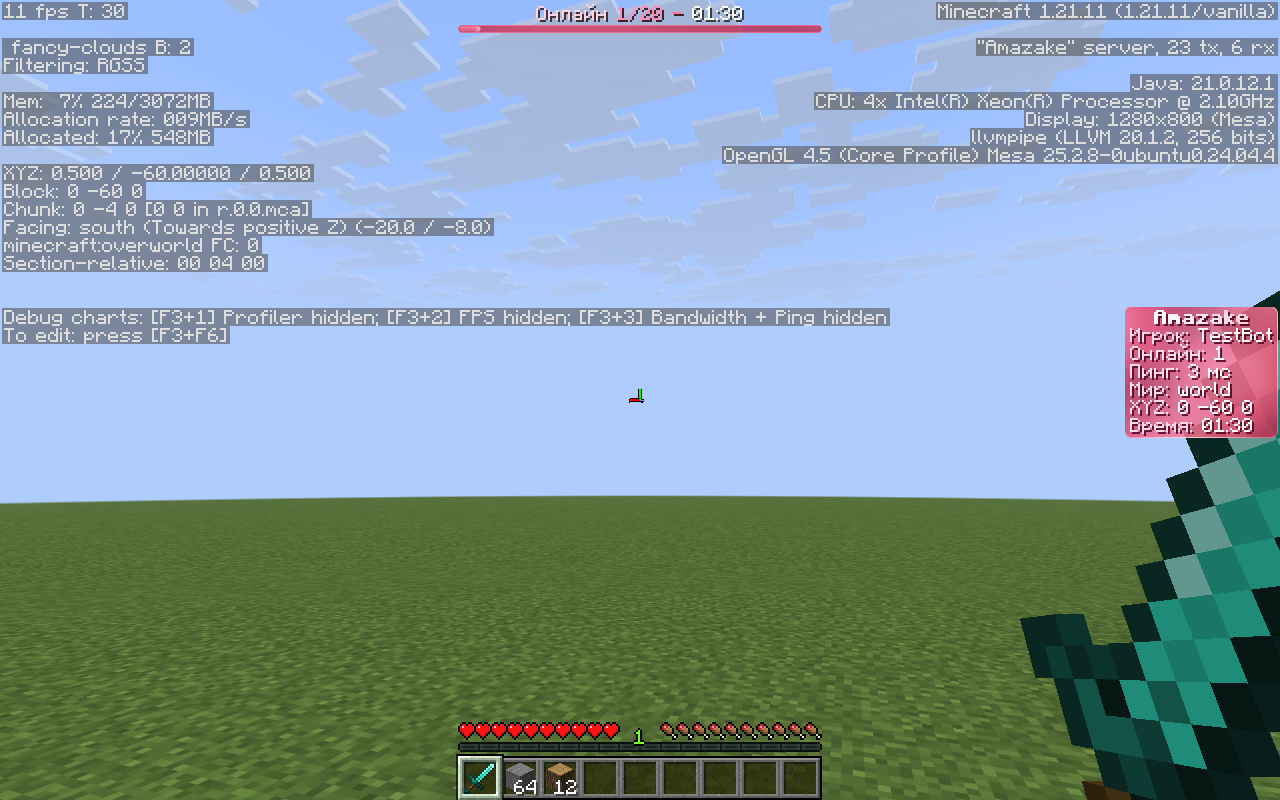 11 fps T: 30
Онлайн 1/20 - 01:30
Minecraft 1.21.11 (1.21.11/vanilla)
fancy-clouds B: 2
Filtering: RGSS
"Amazake" server, 23 tx, 6 rx
Java: 21.0.12.1
CPU: 4x Intel(R) Xeon(R) Processor @ 2.10GHz
Display: 1280x800 (Mesa)
llvmpipe (LLVM 20.1.2, 256 bits)
OpenGL 4.5 (Core Profile) Mesa 25.2.8-0ubuntu0.24.04.4
Mem: 7% 224/3072MB
Allocation rate: 009MB/s
Allocated: 17% 548MB
XYZ: 0.500 / -60.00000 / 0.500
Block: 0 -60 0
Chunk: 0 -4 0 [0 0 in r.0.0.mca]
Facing: south (Towards positive Z) (-20.0 / -8.0)
minecraft:overworld FC: 0
Section-relative: 00 04 00
Debug charts: [F3+1] Profiler hidden; [F3+2] FPS hidden; [F3+3] Bandwidth + Ping hidden
To edit: press [F3+F6]
Amazake
Игрок: TestBot
Онлайн: 1
Пинг: 3 мс
Мир: world
XYZ: 0 -60 0
Время: 01:30
1
64
12